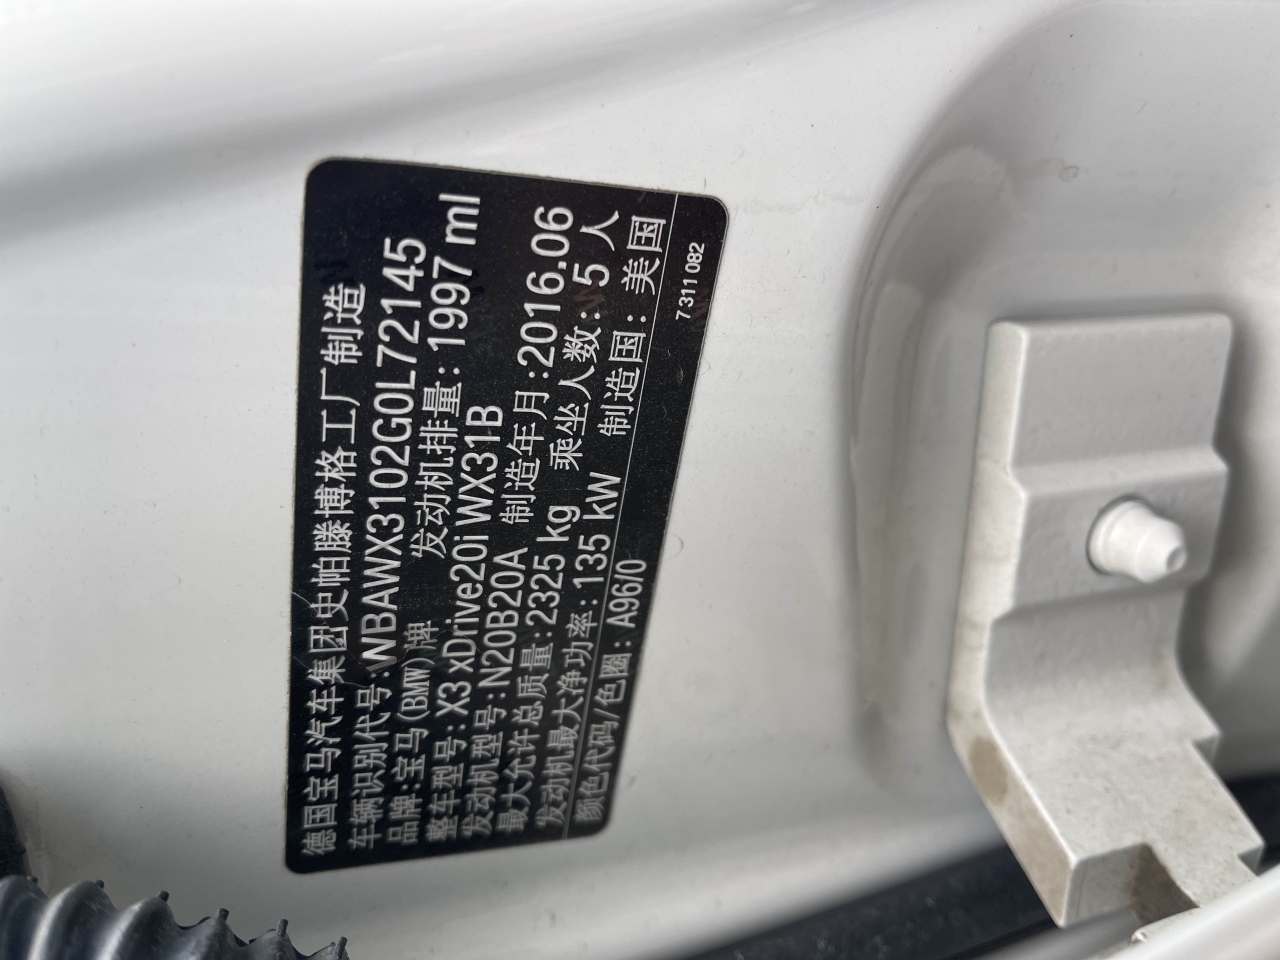 德国宝马汽车集团史帕滕博格工厂制造
车辆识别代号:WBAWX3102G0L72145
品牌:宝马(BMW)牌 发动机排量:1997 ml
整车型号:X3 xDrive20i WX31B
发动机型号:N20B20A 制造年月:2016.06
最大允许总质量:2325 kg 乘坐人数:5 人
发动机最大净功率:135 kW 制造国:美国
颜色代码/色圈:A96/0
7311082